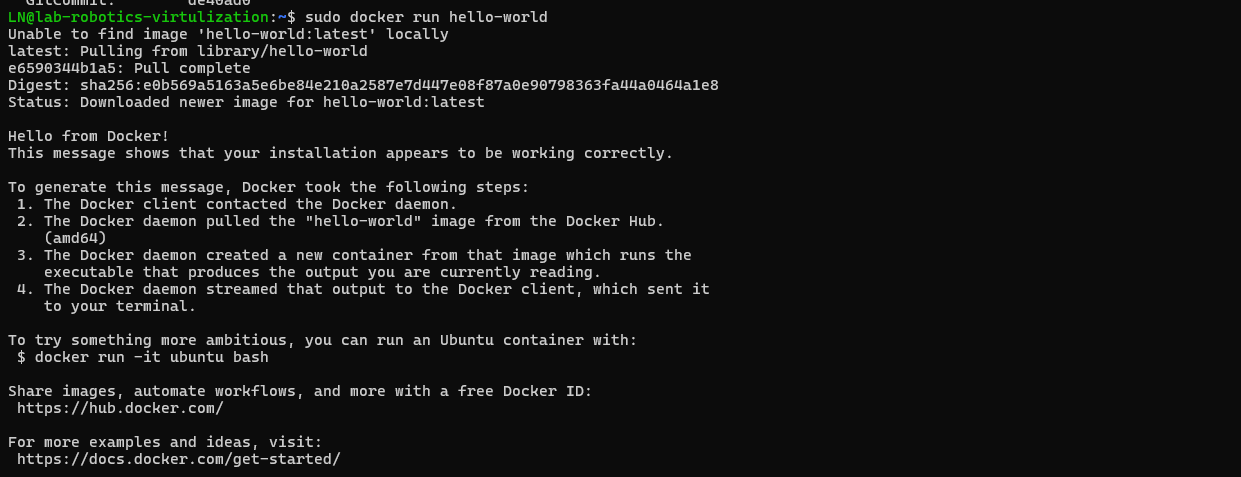 GitCommit: de40ad0
LN@lab-robotics-virtulization:~$ sudo docker run hello-world
Unable to find image 'hello-world:latest' locally
latest: Pulling from library/hello-world
e6590344b1a5: Pull complete
Digest: sha256:e0b569a5163a5e6be84e210a2587e7d447e08f87a0e90798363fa44a0464a1e8
Status: Downloaded newer image for hello-world:latest
Hello from Docker!
This message shows that your installation appears to be working correctly.
To generate this message, Docker took the following steps:
1. The Docker client contacted the Docker daemon.
2. The Docker daemon pulled the "hello-world" image from the Docker Hub.
(amd64)
3. The Docker daemon created a new container from that image which runs the
executable that produces the output you are currently reading.
4. The Docker daemon streamed that output to the Docker client, which sent it
to your terminal.
To try something more ambitious, you can run an Ubuntu container with:
$ docker run -it ubuntu bash
Share images, automate workflows, and more with a free Docker ID:
https://hub.docker.com/
For more examples and ideas, visit:
https://docs.docker.com/get-started/